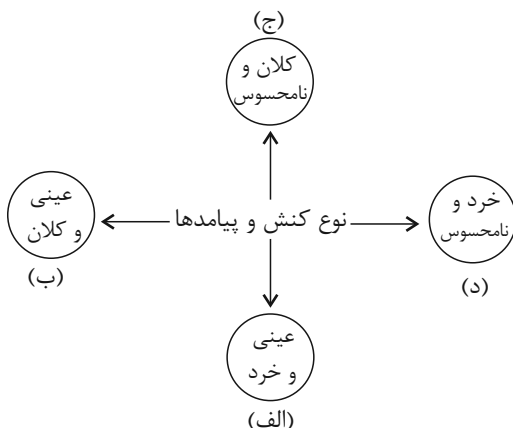 (ج)
کلان و
نامحسوس
عینی
و کلان
(ب)
نوع کنش و پیامدها
خرد و
نامحسوس
(د)
عینی
و خرد
(الف)